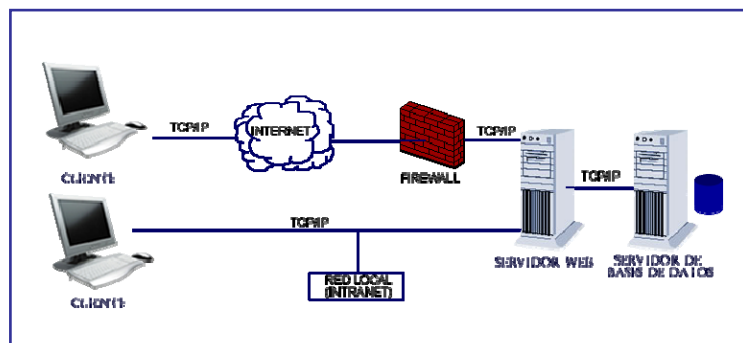 TCP/IP
INTERNET
TCP/IP
CLIENTE
FIREWALL
TCP/IP
TCP/IP
SERVIDOR WEB
SERVIDOR DE
BASES DE DATOS
RED LOCAL
(INTRANET)
CLIENTE